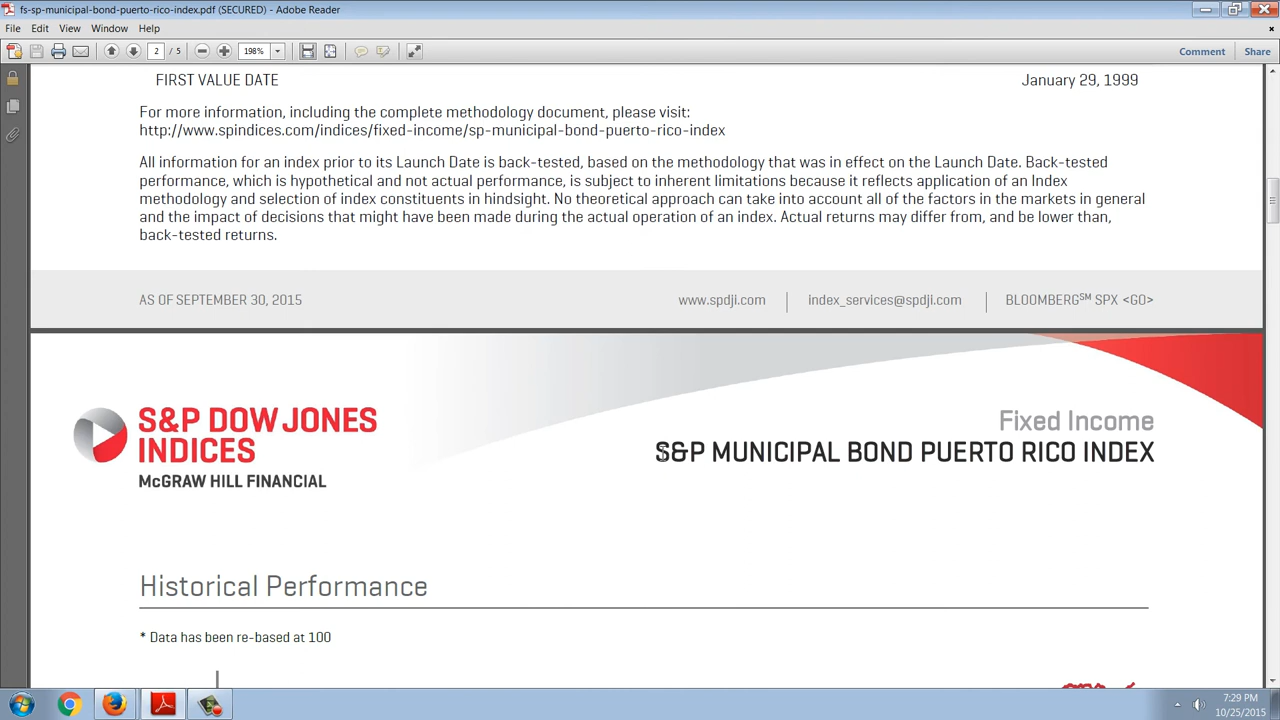 fs-sp-municipal-bond-puerto-rico-index.pdf (SECURED) - Adobe Reader
File Edit View Window Help
2 / 5 198% Comment Share
FIRST VALUE DATE January 29, 1999
For more information, including the complete methodology document, please visit:
http://www.spindices.com/indices/fixed-income/sp-municipal-bond-puerto-rico-index
All information for an index prior to its Launch Date is back-tested, based on the methodology that was in effect on the Launch Date. Back-tested
performance, which is hypothetical and not actual performance, is subject to inherent limitations because it reflects application of an Index
methodology and selection of index constituents in hindsight. No theoretical approach can take into account all of the factors in the markets in general
and the impact of decisions that might have been made during the actual operation of an index. Actual returns may differ from, and be lower than,
back-tested returns.
AS OF SEPTEMBER 30, 2015 www.spdji.com index_services@spdji.com BLOOMBERG℠ SPX <GO>
S&P DOW JONES
INDICES
McGRAW HILL FINANCIAL
Fixed Income
S&P MUNICIPAL BOND PUERTO RICO INDEX
Historical Performance
* Data has been re-based at 100
7:29 PM
10/25/2015